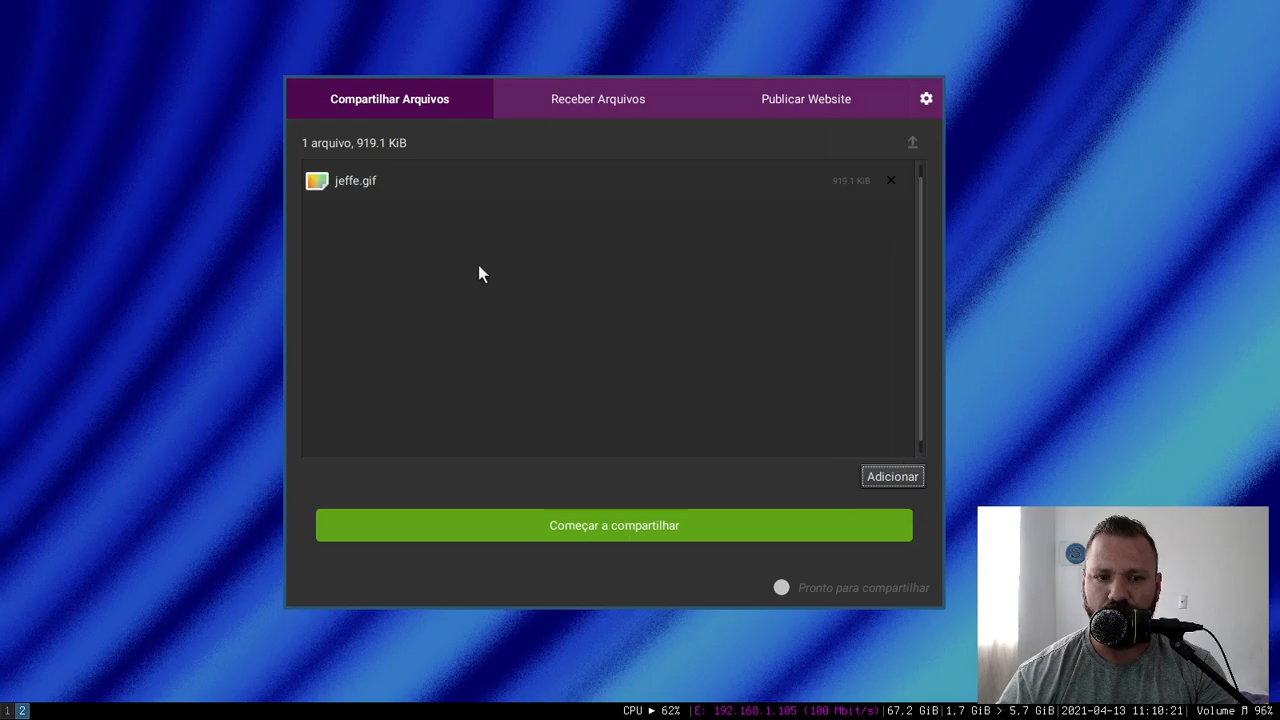 Compartilhar Arquivos Receber Arquivos Publicar Website
1 arquivo, 919.1 KiB
jeffe.gif 919.1 KiB
Adicionar
Começar a compartilhar
Pronto para compartilhar
1 2 CPU ► 62% |E: 192.168.1.105 (100 Mbit/s)|67,2 GiB|1,7 GiB > 5,7 GiB|2021-04-13 11:10:21| Volume ♬ 96%